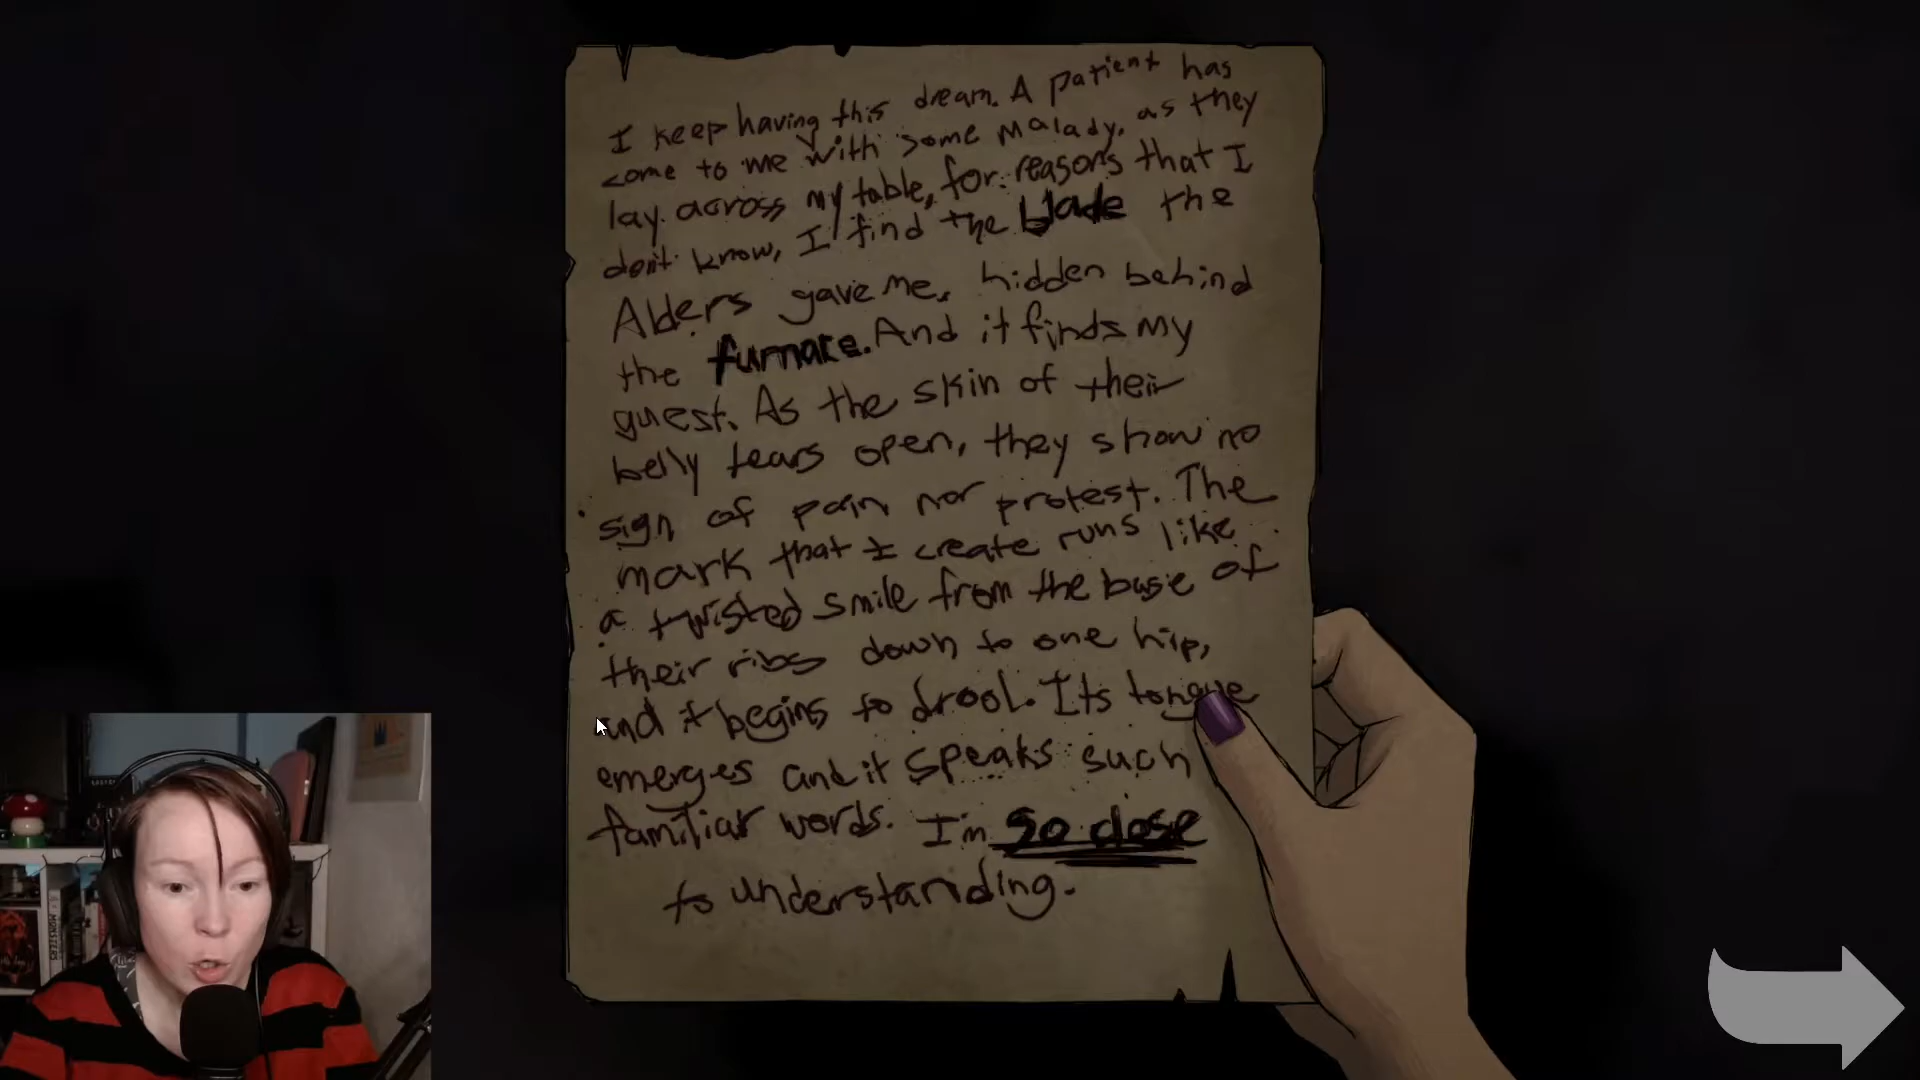 I keep having this dream. A patient has
come to me with some malady, as they
lay across my table, for reasons that I
don't know, I find the blade the
Alders gave me, hidden behind
the furnace. And it finds my
guest. As the skin of their
belly tears open, they show no
sign of pain nor protest. The
mark that I create runs like
a twisted smile from the base of
their ribs down to one hip,
and it begins to drool. Its tongue
emerges and it speaks such
familiar words. I'm so close
to understanding.
MONSTERS